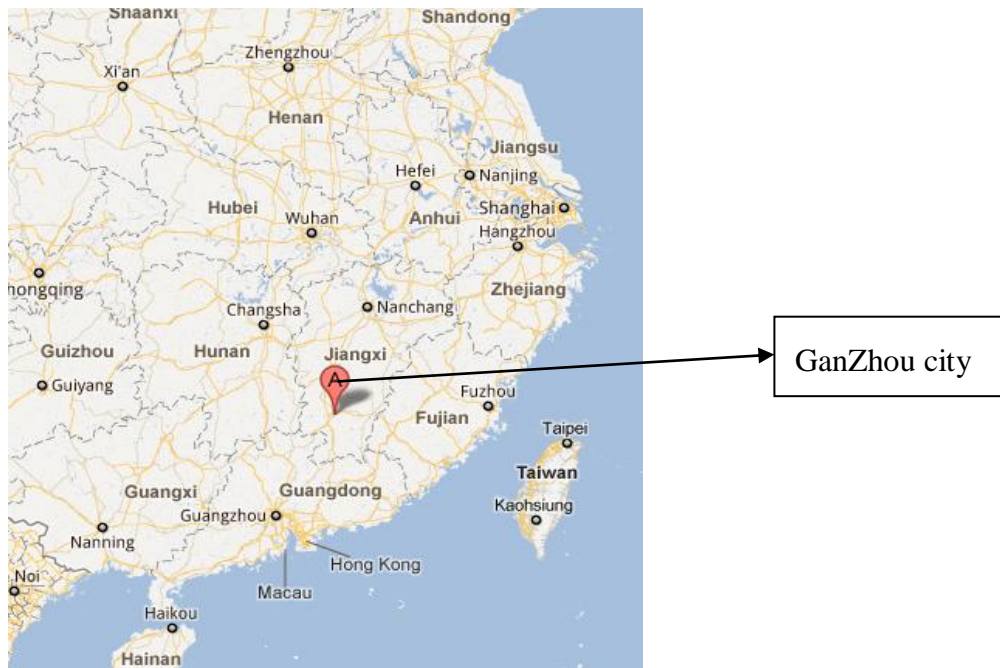 Shaanxi
Shandong
Zhengzhou
Xi'an
Henan
Jiangsu
Hefei
Nanjing
Hubei
Anhui
Shanghai
Wuhan
Hangzhou
hongqing
Zhejiang
Changsha
Nanchang
Guizhou
Hunan
Jiangxi
GanZhou city
A
Guiyang
Fuzhou
Fujian
Taipei
Taiwan
Guangxi
Guangdong
Kaohsiung
Guangzhou
Nanning
Hong Kong
Noi
Macau
Haikou
Hainan